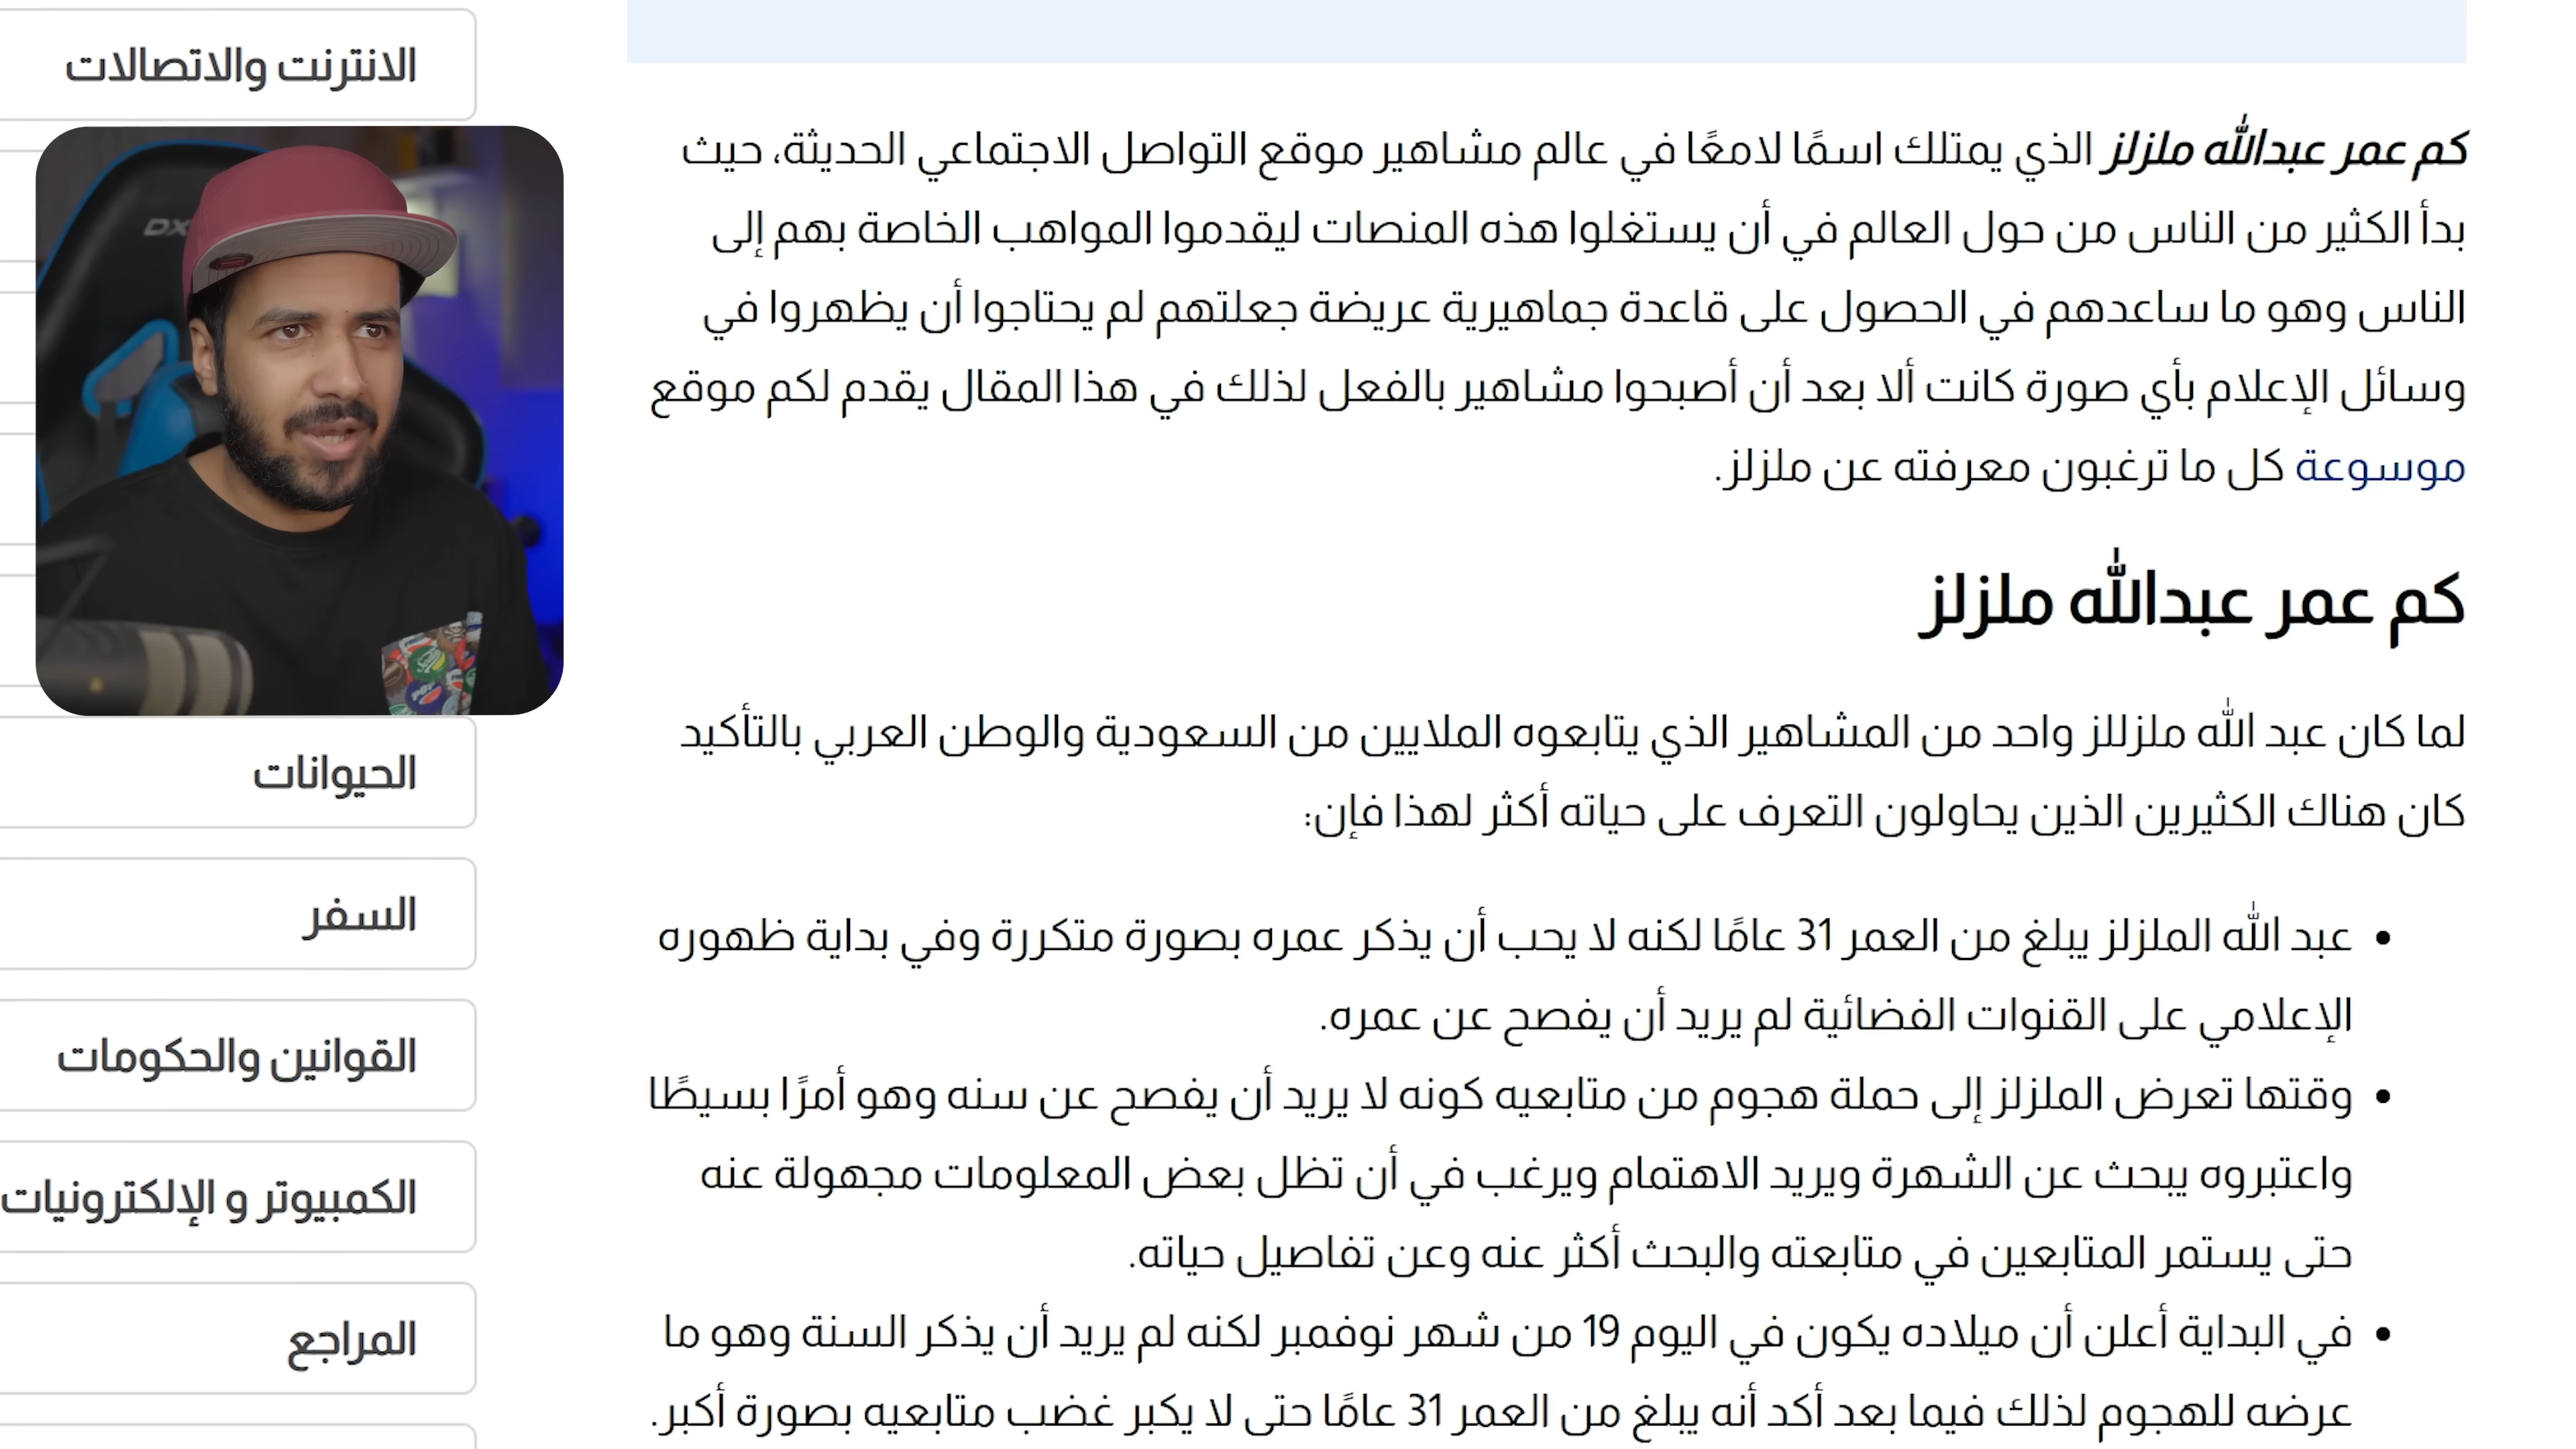 كم عمر عبدالله ملزلز الذي يمتلك اسمًا لامعًا في عالم مشاهير موقع التواصل الاجتماعي الحديثة، حيث
بدأ الكثير من الناس من حول العالم في أن يستغلوا هذه المنصات ليقدموا المواهب الخاصة بهم إلى
الناس وهو ما ساعدهم في الحصول على قاعدة جماهيرية عريضة جعلتهم لم يحتاجوا أن يظهروا في
وسائل الإعلام بأي صورة كانت ألا بعد أن أصبحوا مشاهير بالفعل لذلك في هذا المقال يقدم لكم موقع
موسوعة كل ما ترغبون معرفته عن ملزلز.
كم عمر عبدالله ملزلز
لما كان عبد الله ملزللز واحد من المشاهير الذي يتابعوه الملايين من السعودية والوطن العربي بالتأكيد
كان هناك الكثيرين الذين يحاولون التعرف على حياته أكثر لهذا فإن:
• عبد الله الملزلز يبلغ من العمر 31 عامًا لكنه لا يحب أن يذكر عمره بصورة متكررة وفي بداية ظهوره
الإعلامي على القنوات الفضائية لم يريد أن يفصح عن عمره.
• وقتها تعرض الملزلز إلى حملة هجوم من متابعيه كونه لا يريد أن يفصح عن سنه وهو أمرًا بسيطًا
واعتبروه يبحث عن الشهرة ويريد الاهتمام ويرغب في أن تظل بعض المعلومات مجهولة عنه
حتى يستمر المتابعين في متابعته والبحث أكثر عنه وعن تفاصيل حياته.
• في البداية أعلن أن ميلاده يكون في اليوم 19 من شهر نوفمبر لكنه لم يريد أن يذكر السنة وهو ما
عرضه للهجوم لذلك فيما بعد أكد أنه يبلغ من العمر 31 عامًا حتى لا يكبر غضب متابعيه بصورة أكبر.
الانترنت والاتصالات
DX
الحيوانات
السفر
القوانين والحكومات
الكمبيوتر و الإلكترونيات
المراجع